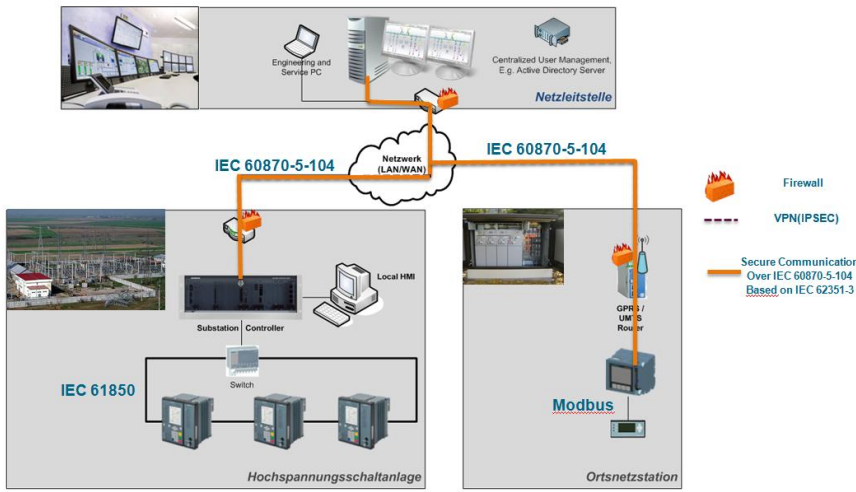 Engineering and
Service PC
Centralized User Management,
E.g. Active Directory Server
Netzleitstelle
IEC 60870-5-104
Netzwerk
(LAN/WAN)
IEC 60870-5-104
Firewall
VPN(IPSEC)
Secure Communication
Over IEC 60870-5-104
Based on IEC 62351-3
Local HMI
Substation Controller
Switch
IEC 61850
Hochspannungsschaltanlage
GPRS /
UMTS
Router
Modbus
Ortsnetzstation